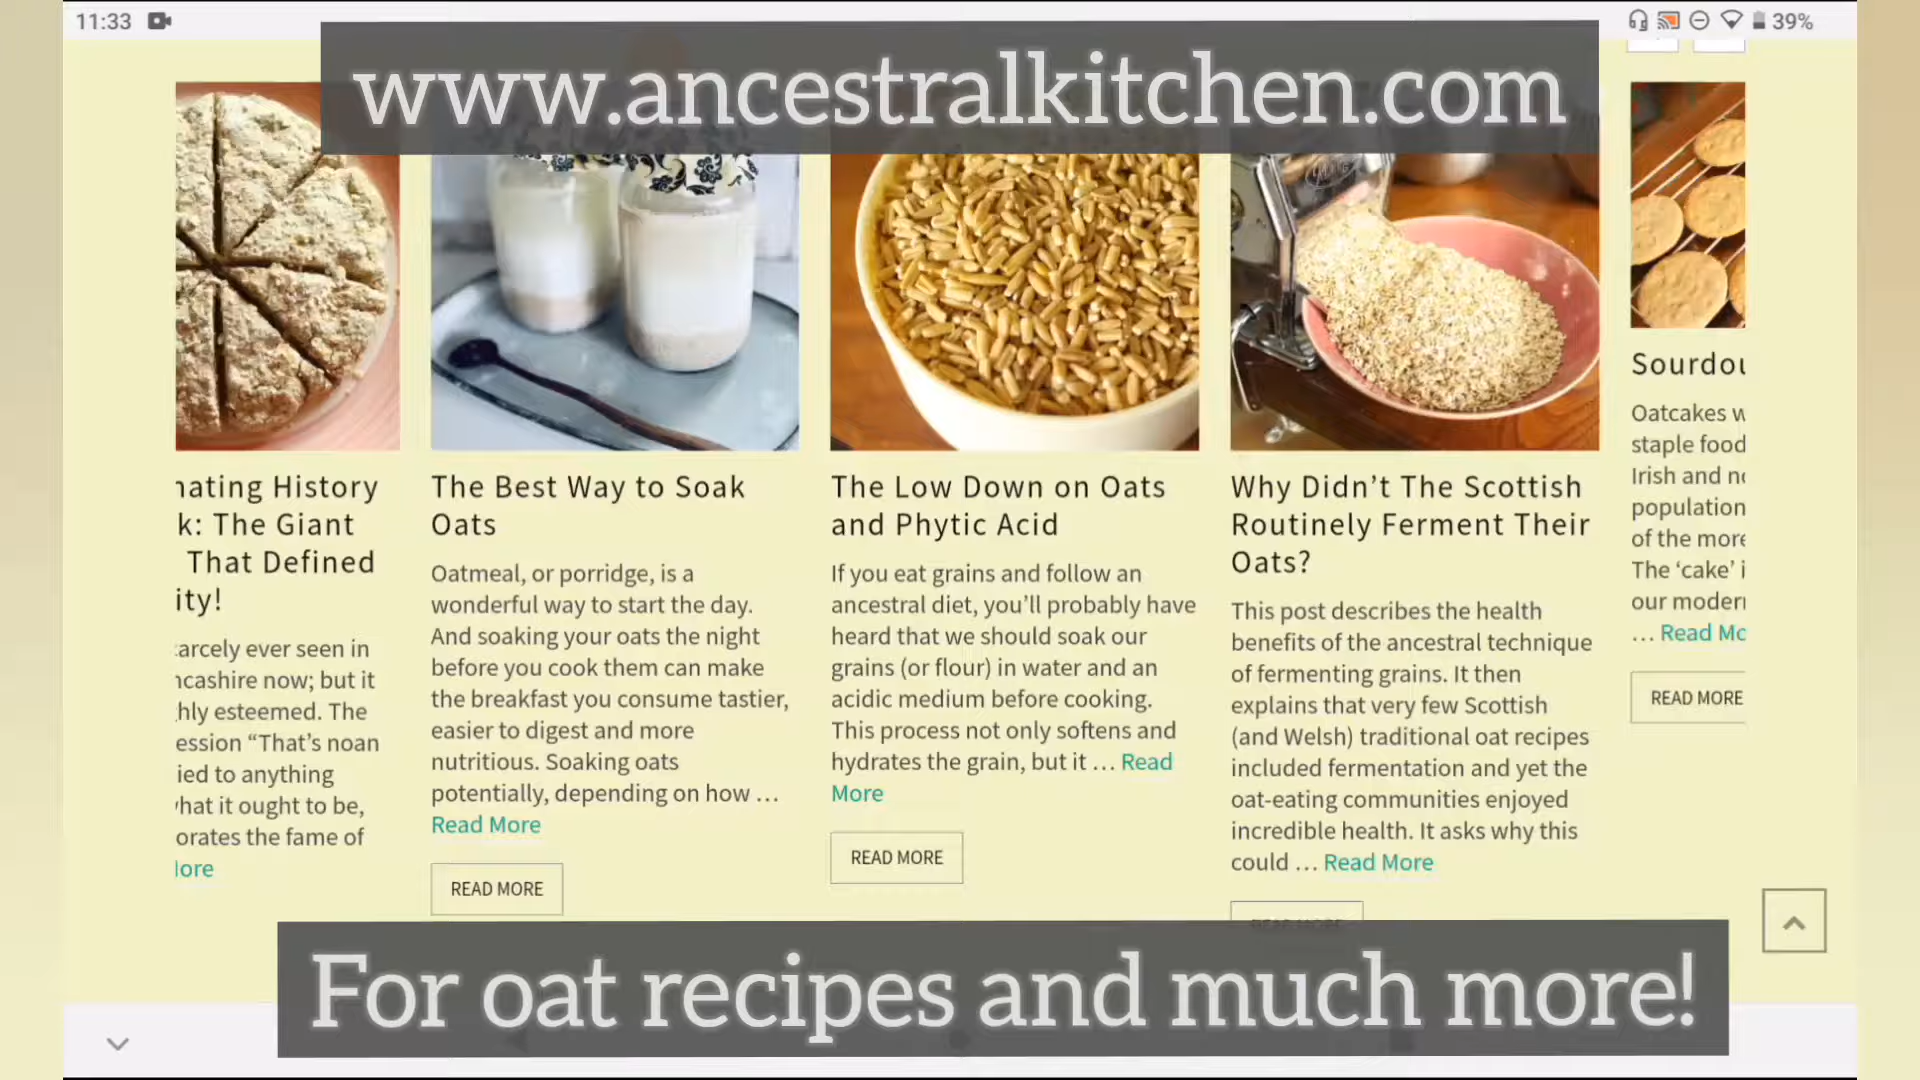 11:33
39%
www.ancestralkitchen.com
nating History
k: The Giant
That Defined
ity!
arcely ever seen in
ncashire now; but it
hly esteemed. The
ession “That’s noan
ied to anything
hat it ought to be,
orates the fame of
lore
The Best Way to Soak
Oats
Oatmeal, or porridge, is a
wonderful way to start the day.
And soaking your oats the night
before you cook them can make
the breakfast you consume tastier,
easier to digest and more
nutritious. Soaking oats
potentially, depending on how …
Read More
READ MORE
The Low Down on Oats
and Phytic Acid
If you eat grains and follow an
ancestral diet, you’ll probably have
heard that we should soak our
grains (or flour) in water and an
acidic medium before cooking.
This process not only softens and
hydrates the grain, but it … Read
More
READ MORE
Why Didn’t The Scottish
Routinely Ferment Their
Oats?
This post describes the health
benefits of the ancestral technique
of fermenting grains. It then
explains that very few Scottish
(and Welsh) traditional oat recipes
included fermentation and yet the
oat-eating communities enjoyed
incredible health. It asks why this
could … Read More
READ MORE
Sourdou
Oatcakes w
staple food
Irish and no
population
of the more
The ‘cake’ i
our modern
… Read Mo
READ MORE
For oat recipes and much more!